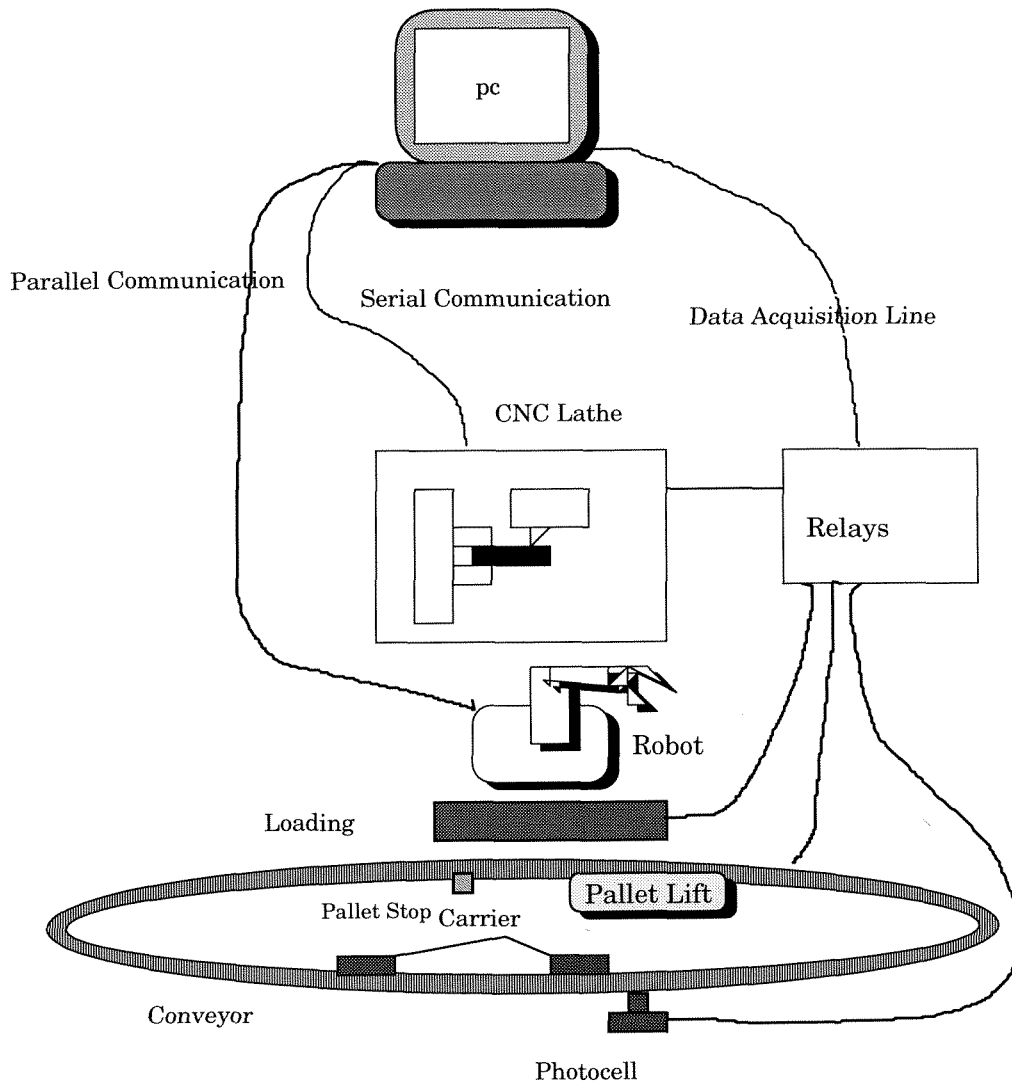 pc
Parallel Communication
Serial Communication
Data Acquisition Line
CNC Lathe
Relays
Robot
Loading
Pallet Lift
Pallet Stop
Carrier
Conveyor
Photocell